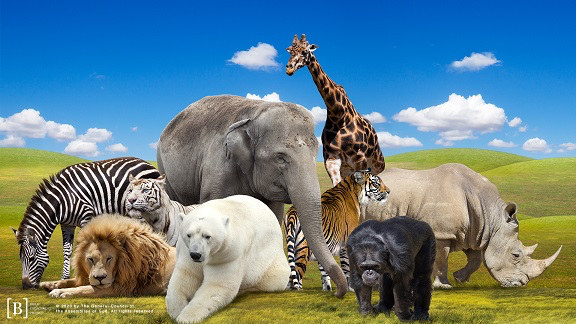 [B]
© 2020 by The General Council of
the Assemblies of God. All rights reserved